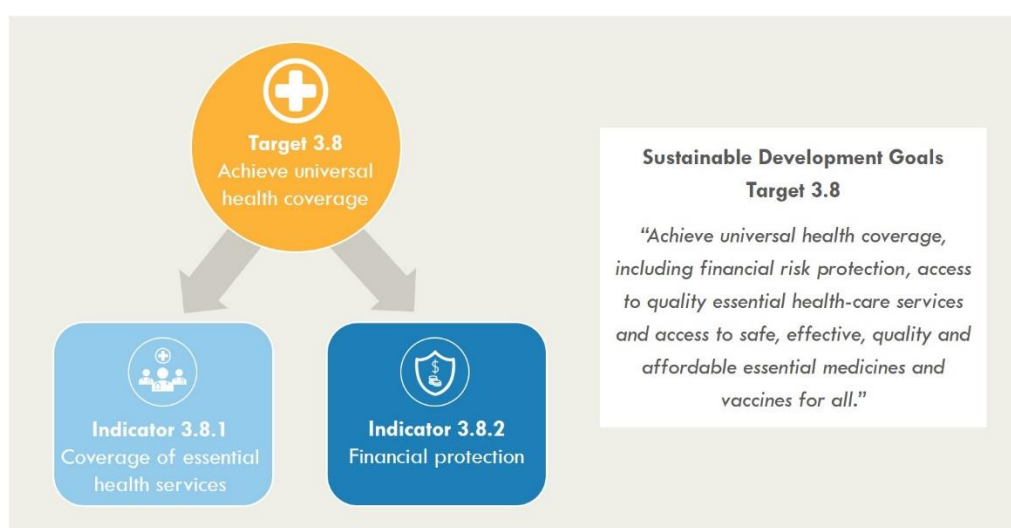 Target 3.8
Achieve universal
health coverage
Indicator 3.8.1
Coverage of essential
health services
$
Indicator 3.8.2
Financial protection
Sustainable Development Goals
Target 3.8
“Achieve universal health coverage,
including financial risk protection, access
to quality essential health-care services
and access to safe, effective, quality and
affordable essential medicines and
vaccines for all.”